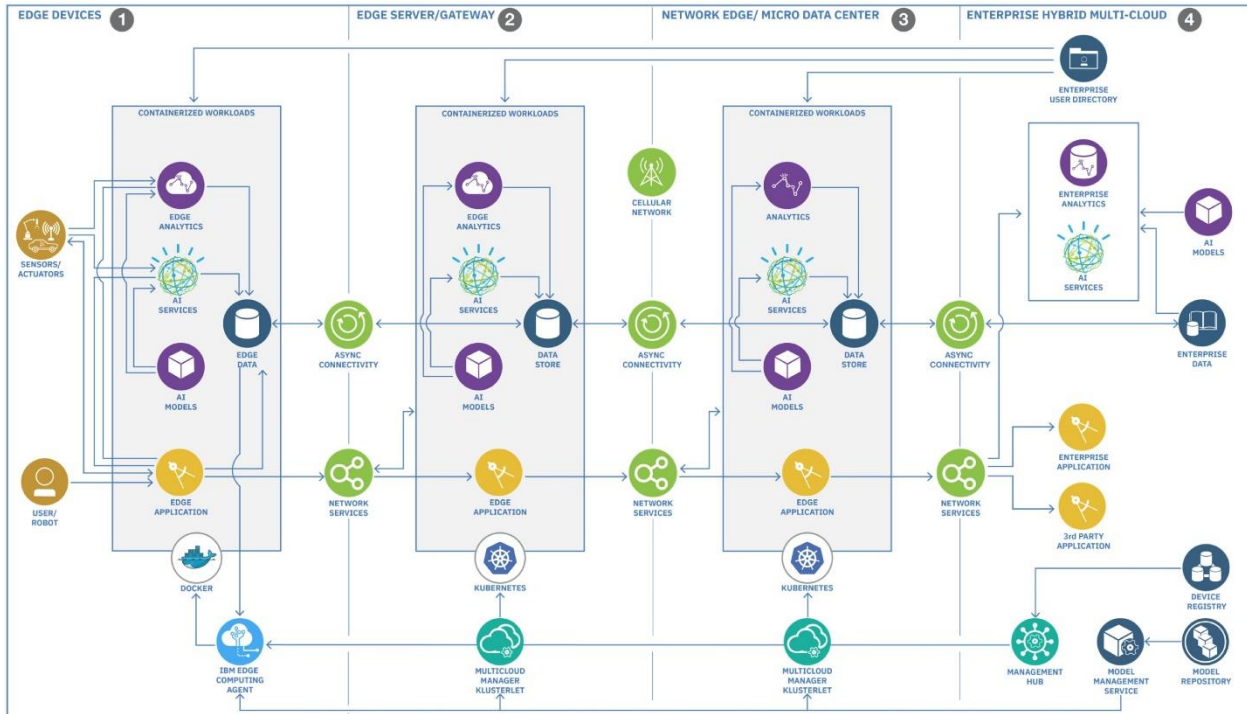 EDGE DEVICES 1
EDGE SERVER/GATEWAY 2
NETWORK EDGE/ MICRO DATA CENTER 3
ENTERPRISE HYBRID MULTI-CLOUD 4
ENTERPRISE
USER DIRECTORY
CONTAINERIZED WORKLOADS
CONTAINERIZED WORKLOADS
CONTAINERIZED WORKLOADS
SENSORS/
ACTUATORS
EDGE
ANALYTICS
AI
SERVICES
EDGE
DATA
AI
MODELS
USER/
ROBOT
EDGE
APPLICATION
DOCKER
IBM EDGE
COMPUTING
AGENT
ASYNC
CONNECTIVITY
NETWORK
SERVICES
EDGE
ANALYTICS
AI
SERVICES
DATA
STORE
AI
MODELS
EDGE
APPLICATION
KUBERNETES
MULTICLOUD
MANAGER
KLUSTERLET
CELLULAR
NETWORK
ASYNC
CONNECTIVITY
NETWORK
SERVICES
ANALYTICS
AI
SERVICES
DATA
STORE
AI
MODELS
EDGE
APPLICATION
KUBERNETES
MULTICLOUD
MANAGER
KLUSTERLET
ASYNC
CONNECTIVITY
NETWORK
SERVICES
ENTERPRISE
ANALYTICS
AI
SERVICES
AI
MODELS
ENTERPRISE
DATA
ENTERPRISE
APPLICATION
3rd PARTY
APPLICATION
DEVICE
REGISTRY
MANAGEMENT
HUB
MODEL
MANAGEMENT
SERVICE
MODEL
REPOSITORY